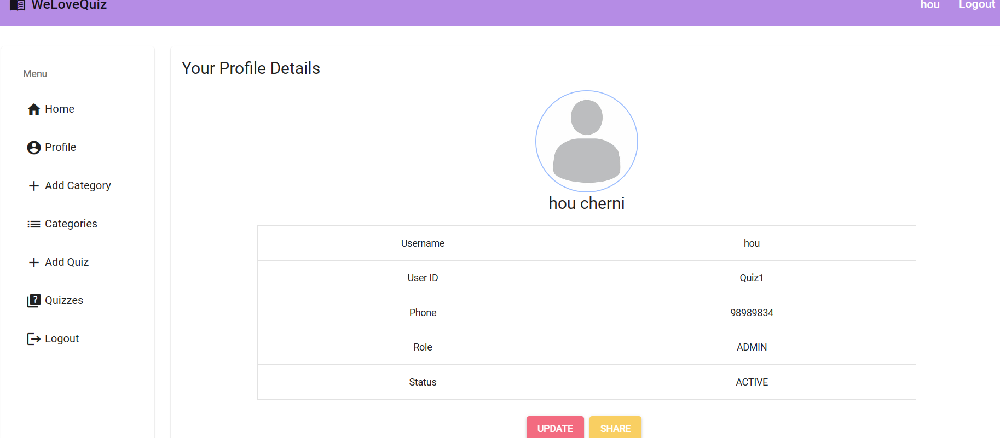 WeLoveQuiz
hou Logout
Menu
Home
Profile
Add Category
Categories
Add Quiz
Quizzes
Logout
Your Profile Details
hou cherni
Username hou
User ID Quiz1
Phone 98989834
Role ADMIN
Status ACTIVE
UPDATE SHARE